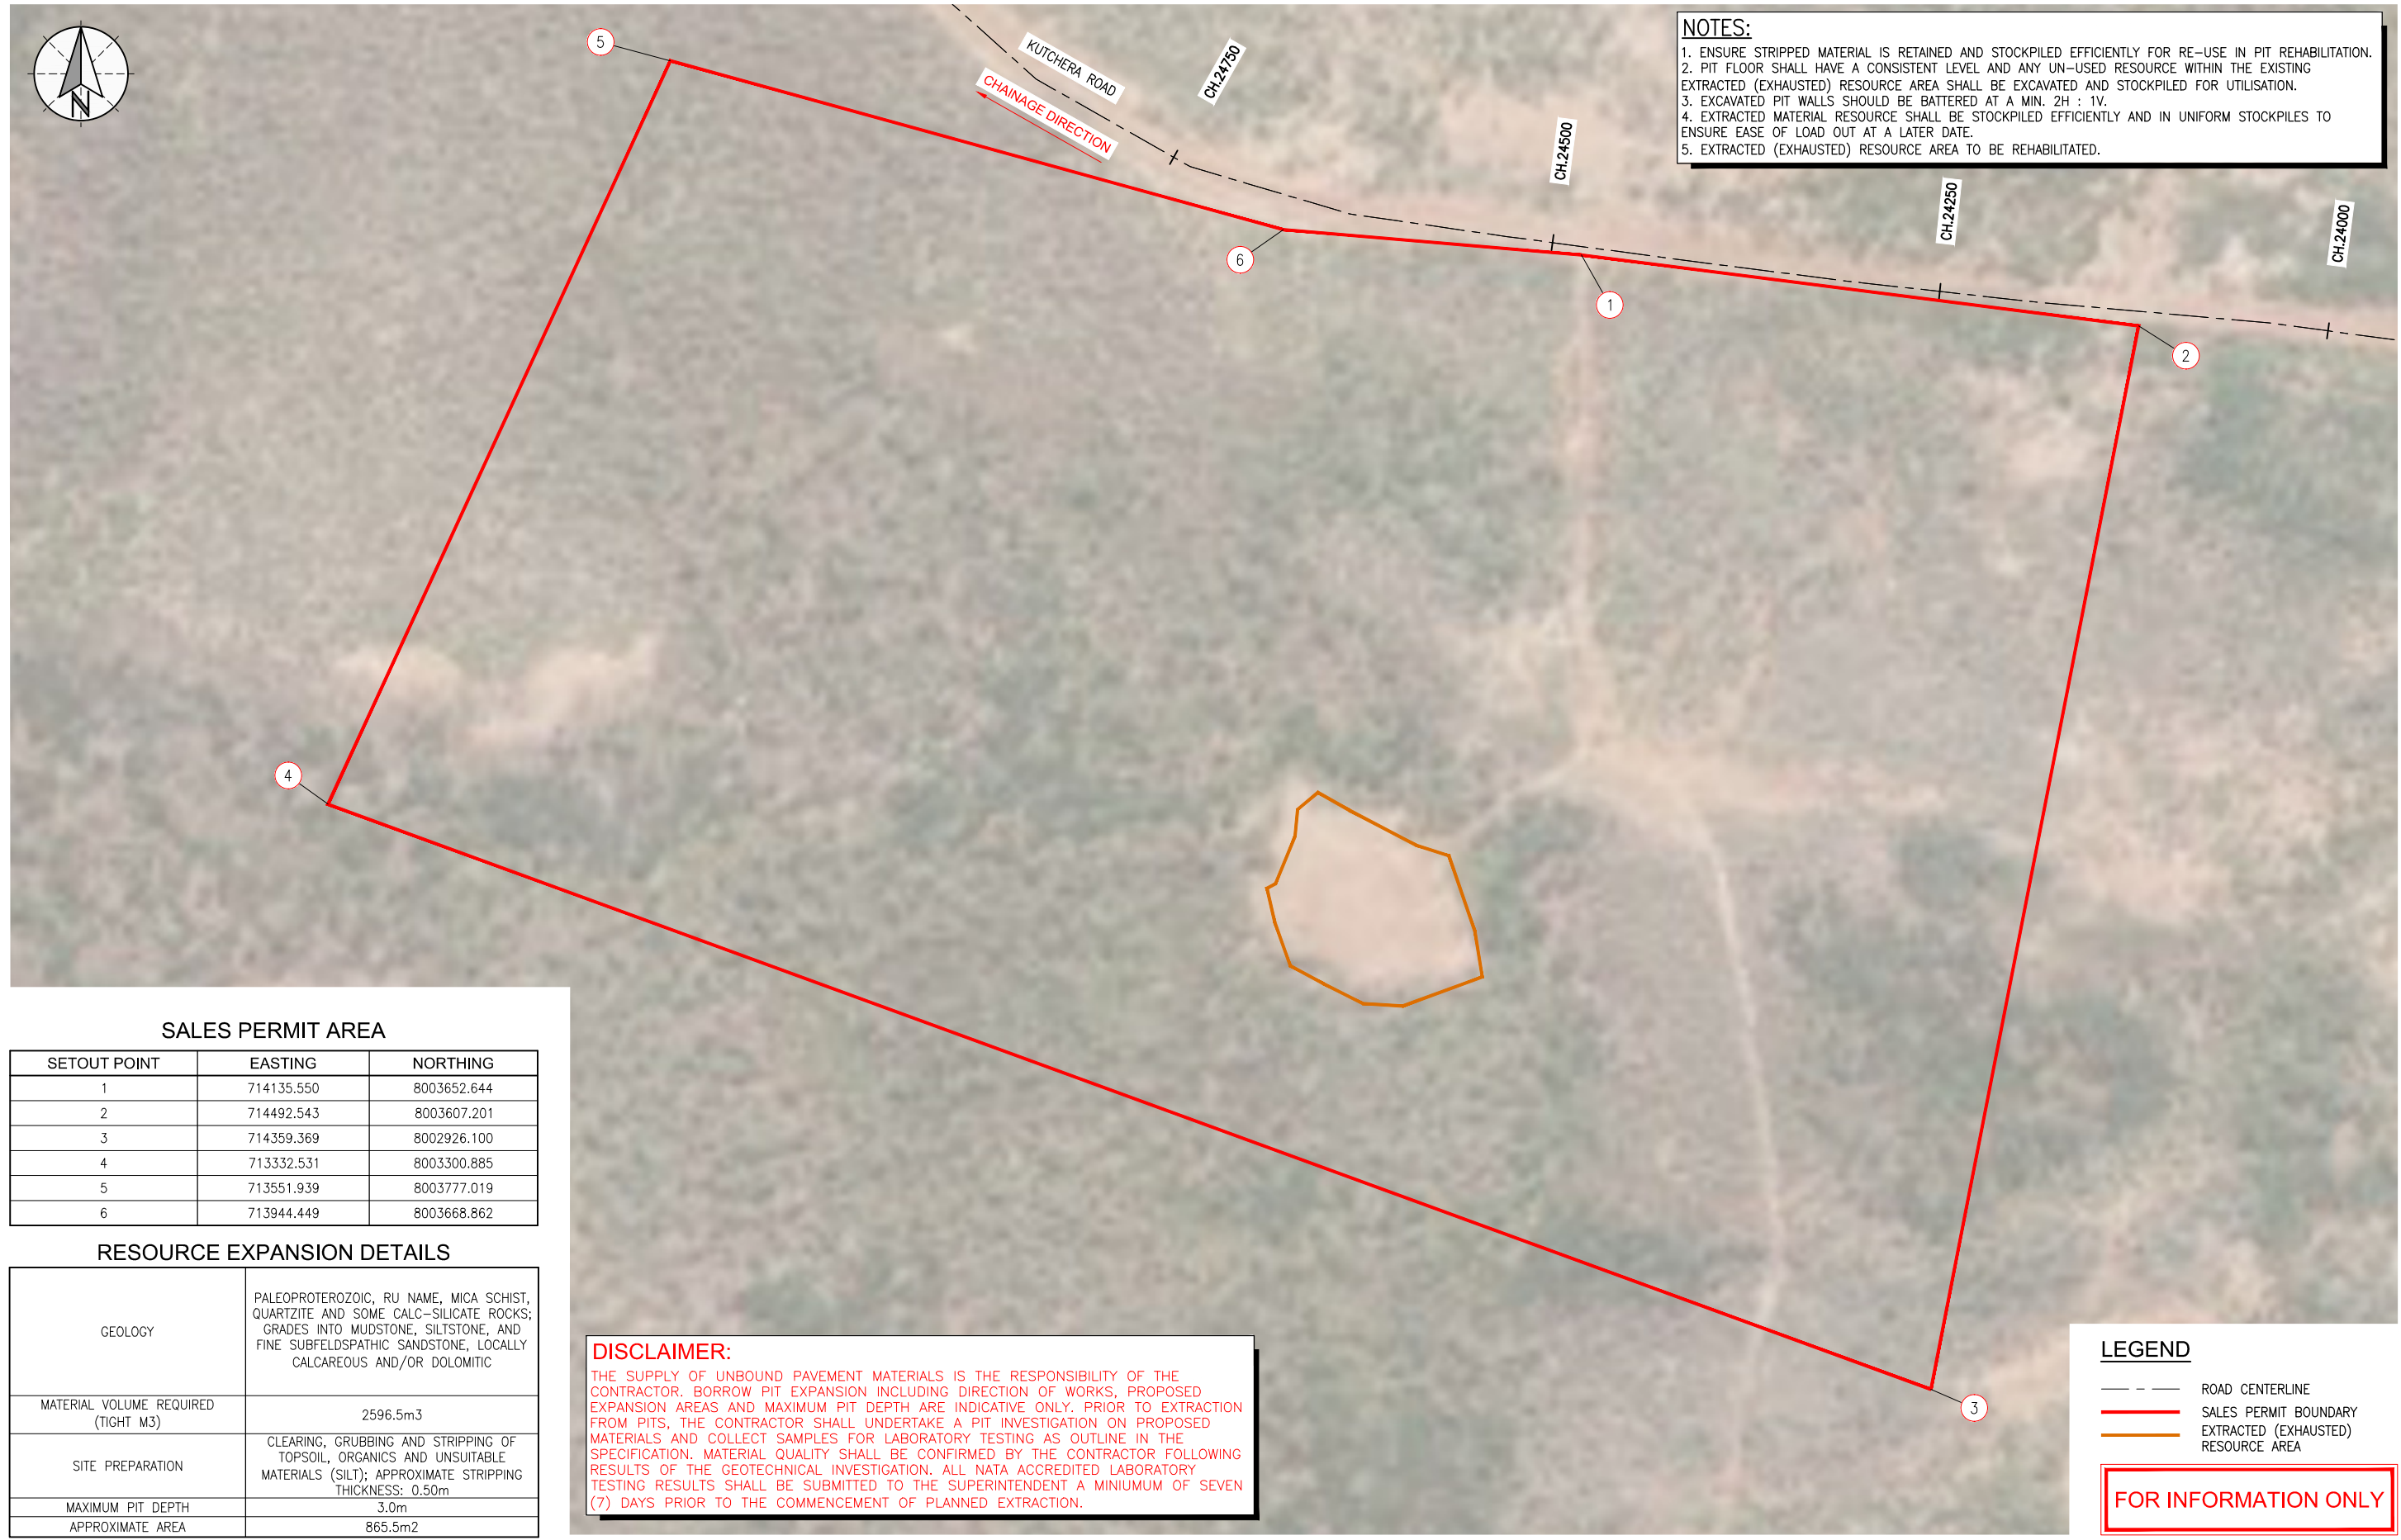 N
5
KUTCHERA ROAD
CHAINAGE DIRECTION
CH.24750
CH.24500
CH.24250
CH.24000
NOTES:
1. ENSURE STRIPPED MATERIAL IS RETAINED AND STOCKPILED EFFICIENTLY FOR RE-USE IN PIT REHABILITATION.
2. PIT FLOOR SHALL HAVE A CONSISTENT LEVEL AND ANY UN-USED RESOURCE WITHIN THE EXISTING
EXTRACTED (EXHAUSTED) RESOURCE AREA SHALL BE EXCAVATED AND STOCKPILED FOR UTILISATION.
3. EXCAVATED PIT WALLS SHOULD BE BATTERED AT A MIN. 2H : 1V.
4. EXTRACTED MATERIAL RESOURCE SHALL BE STOCKPILED EFFICIENTLY AND IN UNIFORM STOCKPILES TO
ENSURE EASE OF LOAD OUT AT A LATER DATE.
5. EXTRACTED (EXHAUSTED) RESOURCE AREA TO BE REHABILITATED.
6
1
2
4
3
SALES PERMIT AREA
SETOUT POINT EASTING NORTHING
1 714135.550 8003652.644
2 714492.543 8003607.201
3 714359.369 8002926.100
4 713332.531 8003300.885
5 713551.939 8003777.019
6 713944.449 8003668.862
RESOURCE EXPANSION DETAILS
GEOLOGY
PALEOPROTEROZOIC, RU NAME, MICA SCHIST,
QUARTZITE AND SOME CALC-SILICATE ROCKS;
GRADES INTO MUDSTONE, SILTSTONE, AND
FINE SUBFELDSPATHIC SANDSTONE, LOCALLY
CALCAREOUS AND/OR DOLOMITIC
MATERIAL VOLUME REQUIRED
(TIGHT M3)
2596.5m3
SITE PREPARATION
CLEARING, GRUBBING AND STRIPPING OF
TOPSOIL, ORGANICS AND UNSUITABLE
MATERIALS (SILT); APPROXIMATE STRIPPING
THICKNESS: 0.50m
MAXIMUM PIT DEPTH 3.0m
APPROXIMATE AREA 865.5m2
DISCLAIMER:
THE SUPPLY OF UNBOUND PAVEMENT MATERIALS IS THE RESPONSIBILITY OF THE
CONTRACTOR. BORROW PIT EXPANSION INCLUDING DIRECTION OF WORKS, PROPOSED
EXPANSION AREAS AND MAXIMUM PIT DEPTH ARE INDICATIVE ONLY. PRIOR TO EXTRACTION
FROM PITS, THE CONTRACTOR SHALL UNDERTAKE A PIT INVESTIGATION ON PROPOSED
MATERIALS AND COLLECT SAMPLES FOR LABORATORY TESTING AS OUTLINE IN THE
SPECIFICATION. MATERIAL QUALITY SHALL BE CONFIRMED BY THE CONTRACTOR FOLLOWING
RESULTS OF THE GEOTECHNICAL INVESTIGATION. ALL NATA ACCREDITED LABORATORY
TESTING RESULTS SHALL BE SUBMITTED TO THE SUPERINTENDENT A MINIUMUM OF SEVEN
(7) DAYS PRIOR TO THE COMMENCEMENT OF PLANNED EXTRACTION.
LEGEND
ROAD CENTERLINE
SALES PERMIT BOUNDARY
EXTRACTED (EXHAUSTED)
RESOURCE AREA
FOR INFORMATION ONLY